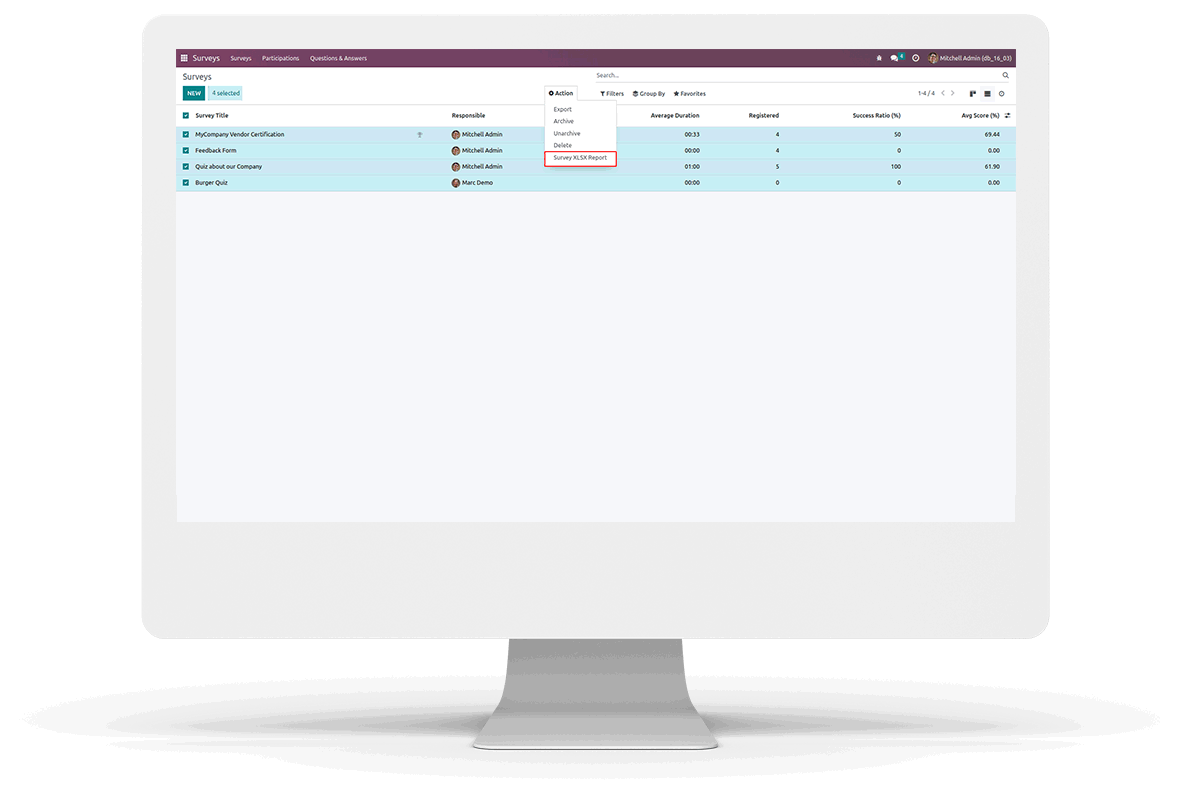 Surveys Surveys Participations Questions & Answers 4 Mitchell Admin (db_16_03)
Surveys Search...
NEW 4 selected Action Filters Group By Favorites 1-4 / 4
Export
Survey Title Responsible Average Duration Registered Success Ratio (%) Avg Score (%)
Archive
MyCompany Vendor Certification Mitchell Admin Unarchive 00:33 4 50 69.44
Delete
Feedback Form Mitchell Admin 00:00 4 0 0.00
Survey XLSX Report
Quiz about our Company Mitchell Admin 01:00 5 100 61.90
Burger Quiz Marc Demo 00:00 0 0 0.00